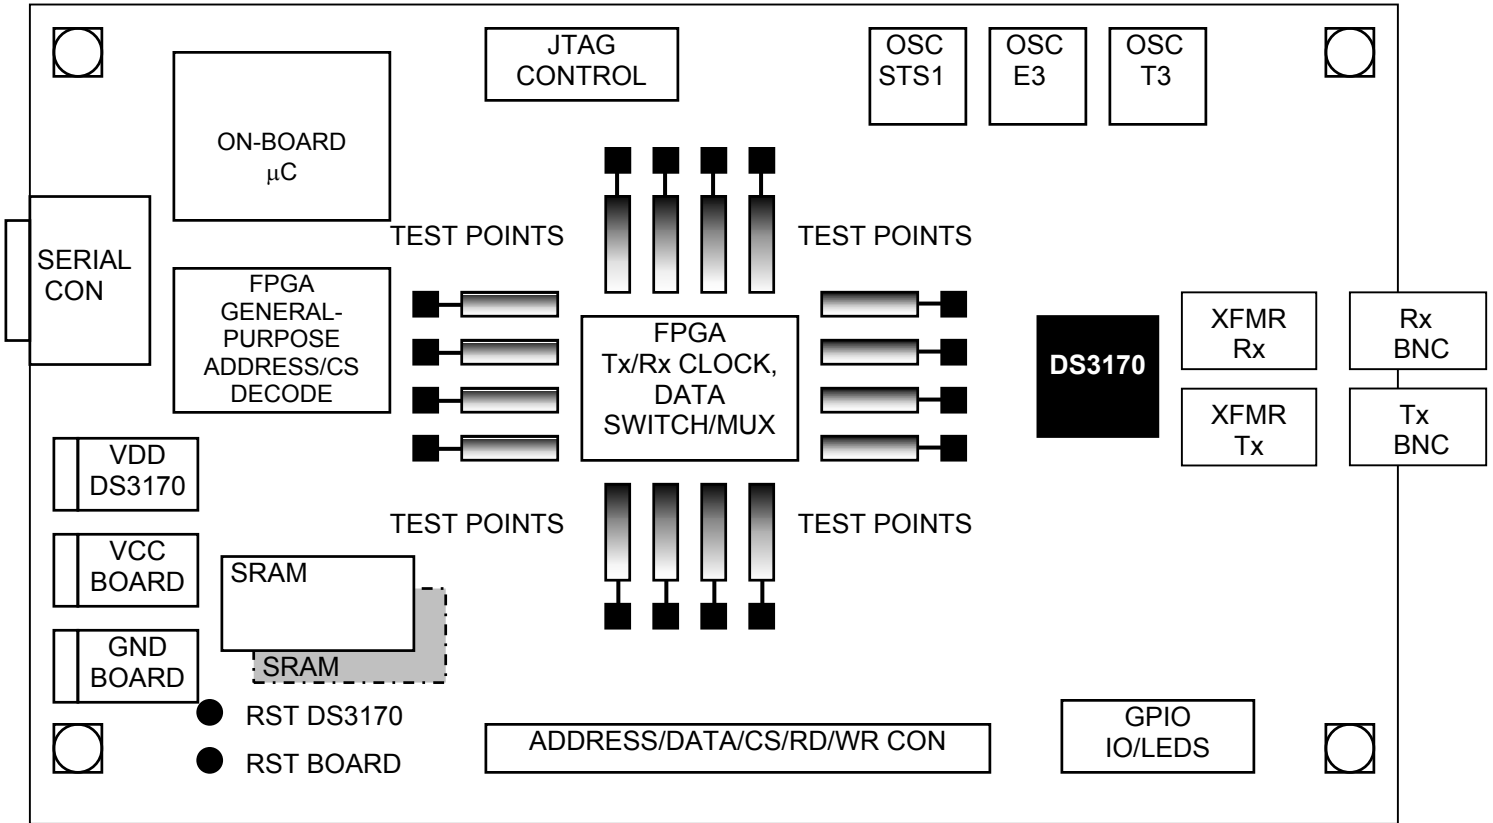 JTAG
CONTROL
OSC
STS1
OSC
E3
OSC
T3
ON-BOARD
μC
TEST POINTS
TEST POINTS
SERIAL
CON
FPGA
GENERAL-
PURPOSE
ADDRESS/CS
DECODE
FPGA
Tx/Rx CLOCK,
DATA
SWITCH/MUX
DS3170
XFMR
Rx
Rx
BNC
XFMR
Tx
Tx
BNC
VDD
DS3170
TEST POINTS
TEST POINTS
VCC
BOARD
SRAM
SRAM
GND
BOARD
RST DS3170
RST BOARD
ADDRESS/DATA/CS/RD/WR CON
GPIO
IO/LEDS